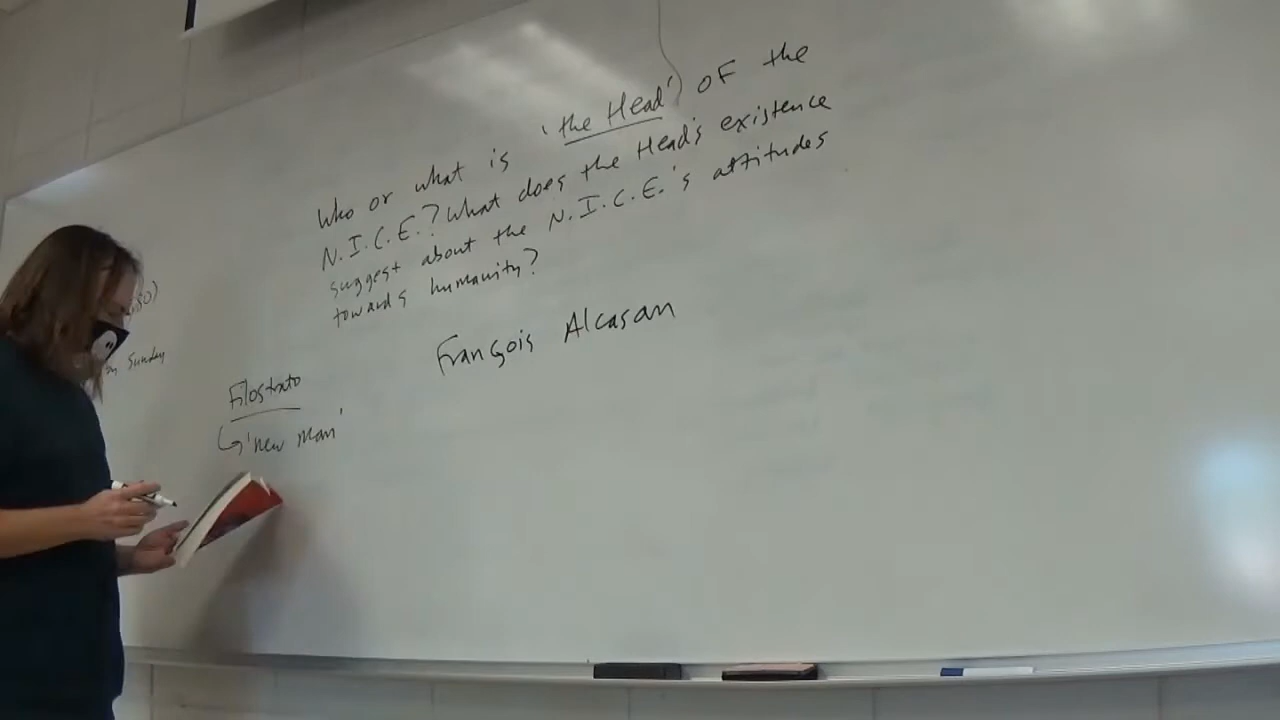 Who or what is 'the Head' of the
N.I.C.E.? What does the Head's existence
suggest about the N.I.C.E.'s attitudes
towards humanity?
François Alcasan
Filostrato
'new man'
Sunday